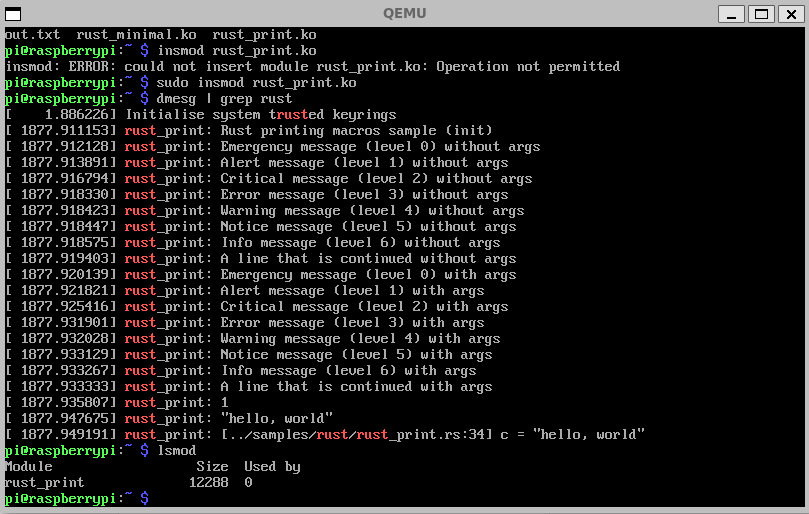 QEMU
out.txt  rust_minimal.ko  rust_print.ko
pi@raspberrypi:~ $ insmod rust_print.ko
insmod: ERROR: could not insert module rust_print.ko: Operation not permitted
pi@raspberrypi:~ $ sudo insmod rust_print.ko
pi@raspberrypi:~ $ dmesg | grep rust
[    1.886226] Initialise system trusted keyrings
[ 1877.911153] rust_print: Rust printing macros sample (init)
[ 1877.912128] rust_print: Emergency message (level 0) without args
[ 1877.913891] rust_print: Alert message (level 1) without args
[ 1877.916794] rust_print: Critical message (level 2) without args
[ 1877.918330] rust_print: Error message (level 3) without args
[ 1877.918423] rust_print: Warning message (level 4) without args
[ 1877.918447] rust_print: Notice message (level 5) without args
[ 1877.918575] rust_print: Info message (level 6) without args
[ 1877.919403] rust_print: A line that is continued without args
[ 1877.920139] rust_print: Emergency message (level 0) with args
[ 1877.921821] rust_print: Alert message (level 1) with args
[ 1877.925416] rust_print: Critical message (level 2) with args
[ 1877.931901] rust_print: Error message (level 3) with args
[ 1877.932028] rust_print: Warning message (level 4) with args
[ 1877.933129] rust_print: Notice message (level 5) with args
[ 1877.933267] rust_print: Info message (level 6) with args
[ 1877.933333] rust_print: A line that is continued with args
[ 1877.935807] rust_print: 1
[ 1877.947675] rust_print: "hello, world"
[ 1877.949191] rust_print: [../samples/rust/rust_print.rs:34] c = "hello, world"
pi@raspberrypi:~ $ lsmod
Module                  Size  Used by
rust_print             12288  0
pi@raspberrypi:~ $